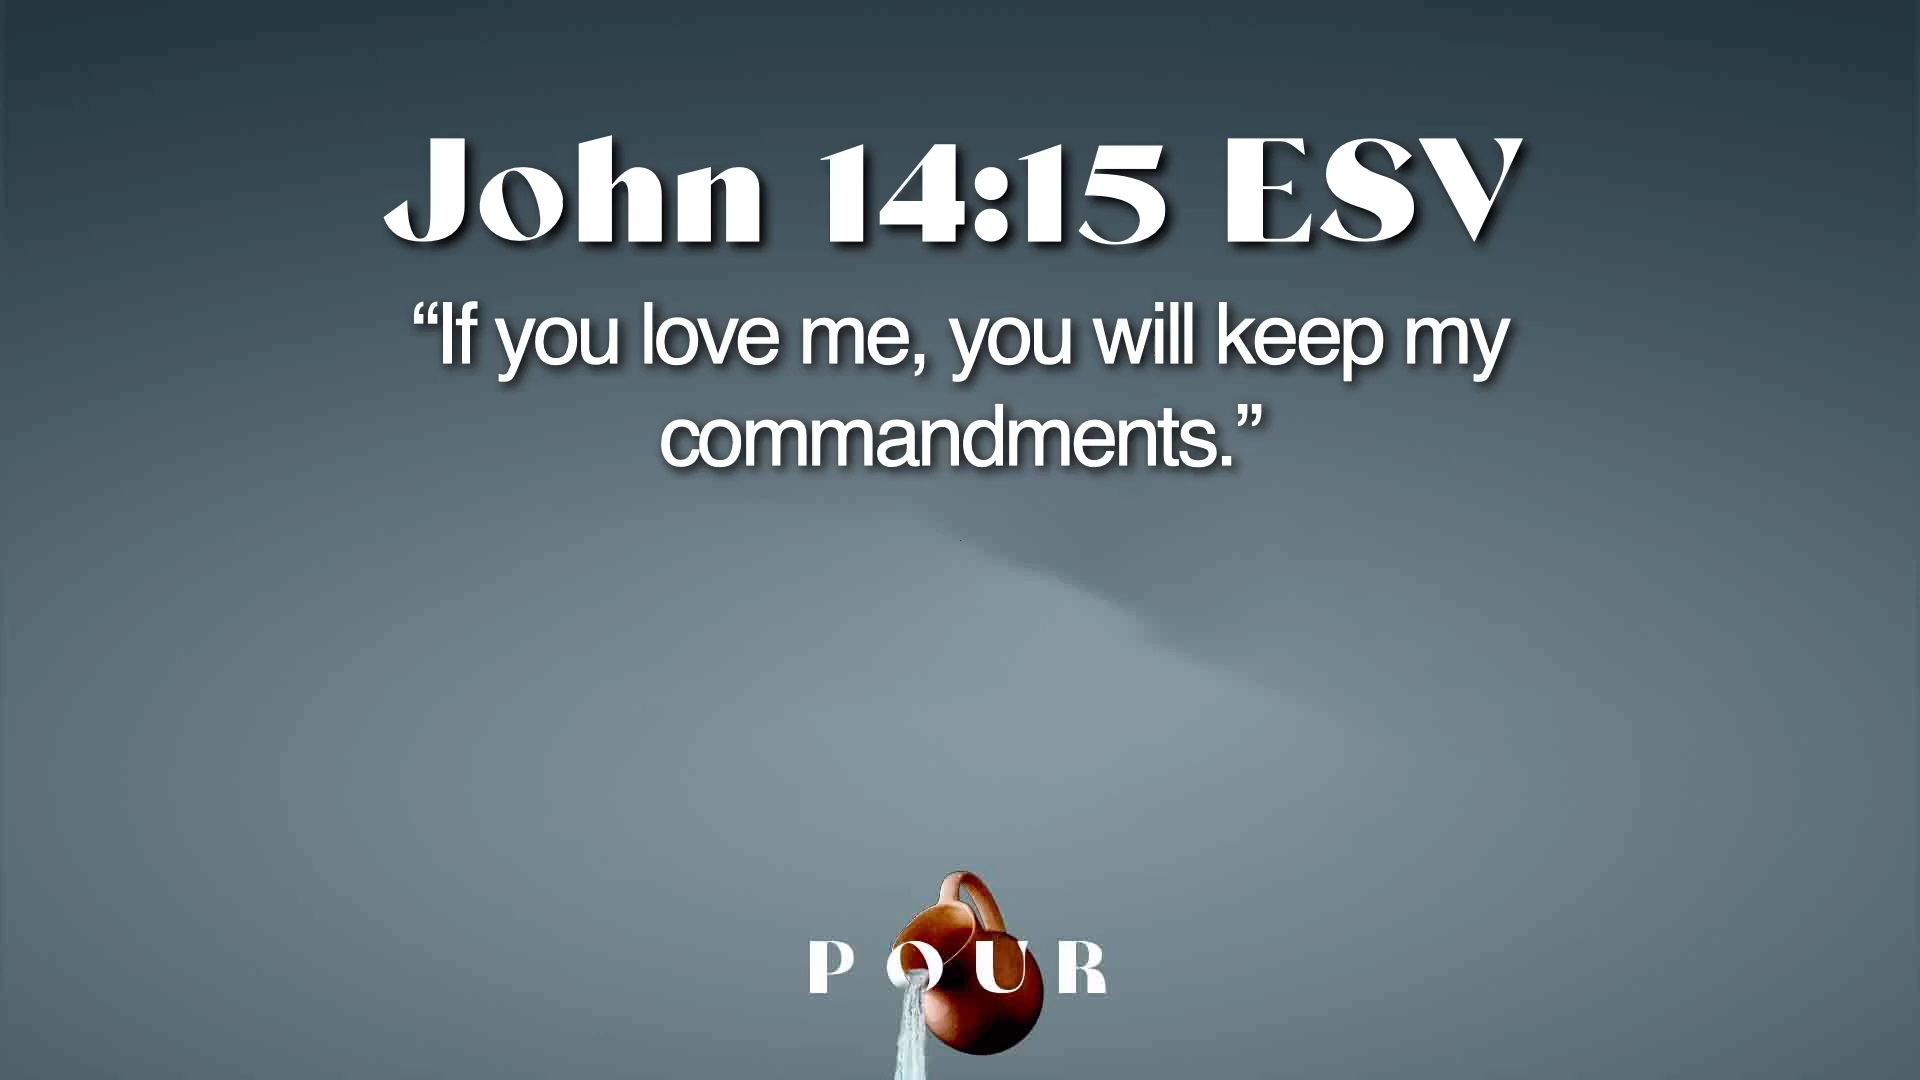 John 14:15 ESV
“If you love me, you will keep my
commandments.”
POUR